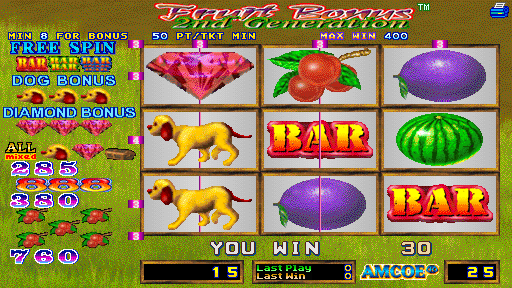 Fruit Bonus™
2nd Generation
MIN 8 FOR BONUS 50 PT/TKT MIN MAX WIN 400
FREE SPIN
BAR BAR BAR
DOG BONUS
DIAMOND BONUS
ALL
mixed
285
888
380
760
BAR
BAR
YOU WIN 30
15 Last Play 0 AMCOE 25
Last Win 0